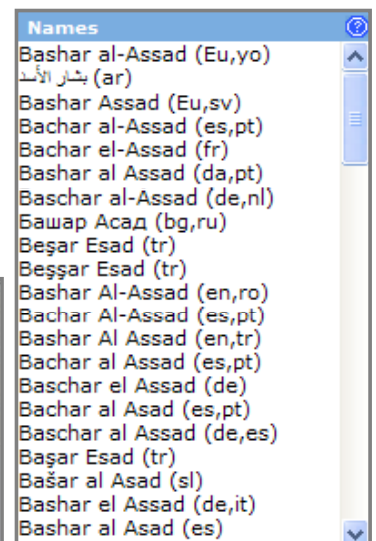 Names
Bashar al-Assad (Eu,yo)
بشار الأسد (ar)
Bashar Assad (Eu,sv)
Bachar al-Assad (es,pt)
Bachar el-Assad (fr)
Bashar al Assad (da,pt)
Baschar al-Assad (de,nl)
Башар Асад (bg,ru)
Beşar Esad (tr)
Beşşar Esad (tr)
Bashar Al-Assad (en,ro)
Bachar Al-Assad (es,pt)
Bashar Al Assad (en,tr)
Bachar al Assad (es,pt)
Baschar el Assad (de)
Bachar al Asad (es,pt)
Baschar al Assad (de,es)
Başar Esad (tr)
Bašar al Asad (sl)
Bashar el Assad (de,it)
Bashar al Asad (es)